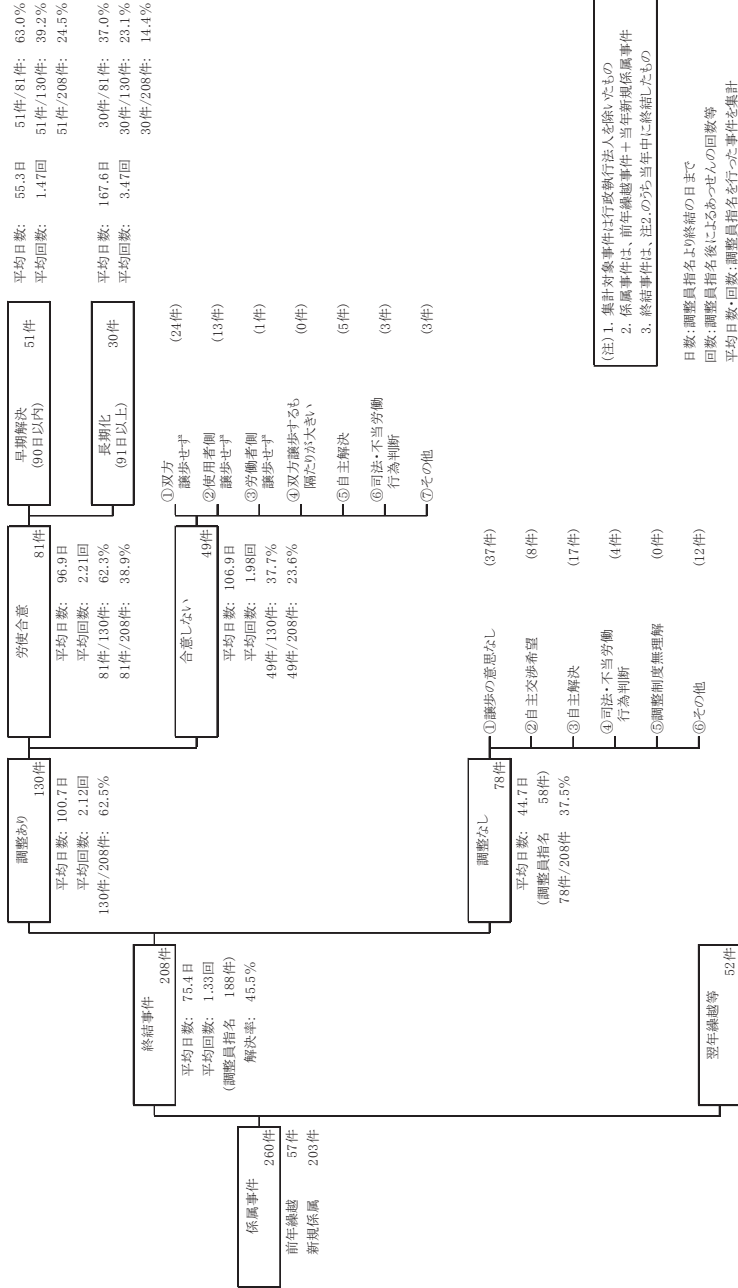 係属事件
260件
前年繰越 57件
新規係属 203件
終結事件
208件
平均日数: 75.4日
平均回数: 1.33回
(調整員指名 188件)
解決率: 45.5%
翌年繰越等
52件
調整あり
130件
平均日数: 100.7日
平均回数: 2.12回
130件/208件: 62.5%
調整なし
78件
平均日数: 44.7日
(調整員指名 58件)
78件/208件 37.5%
労使合意
81件
平均日数: 96.9日
平均回数: 2.21回
81件/130件: 62.3%
81件/208件: 38.9%
合意しない
49件
平均日数: 106.9日
平均回数: 1.98回
49件/130件: 37.7%
49件/208件: 23.6%
早期解決
(90日以内)
51件
平均日数: 55.3日 51件/81件: 63.0%
平均回数: 1.47回 51件/130件: 39.2%
51件/208件: 24.5%
長期化
(91日以上)
30件
平均日数: 167.6日 30件/81件: 37.0%
平均回数: 3.47回 30件/130件: 23.1%
30件/208件: 14.4%
①双方
譲歩せず (24件)
②使用者側
譲歩せず (13件)
③労働者側
譲歩せず (1件)
④双方譲歩するも
隔たりが大きい (0件)
⑤自主解決 (5件)
⑥司法・不当労働
行為判断 (3件)
⑦その他 (3件)
①譲歩の意思なし (37件)
②自主交渉希望 (8件)
③自主解決 (17件)
④司法・不当労働
行為判断 (4件)
⑤調整制度無理解 (0件)
⑥その他 (12件)
(注)1. 集計対象事件は行政執行法人を除いたもの
2. 係属事件は、前年繰越事件+当年新規係属事件
3. 終結事件は、注2.のうち当年中に終結したもの
日数:調整員指名より終結の日まで
回数:調整員指名後によるあっせんの回数等
平均日数・回数:調整員指名を行った事件を集計